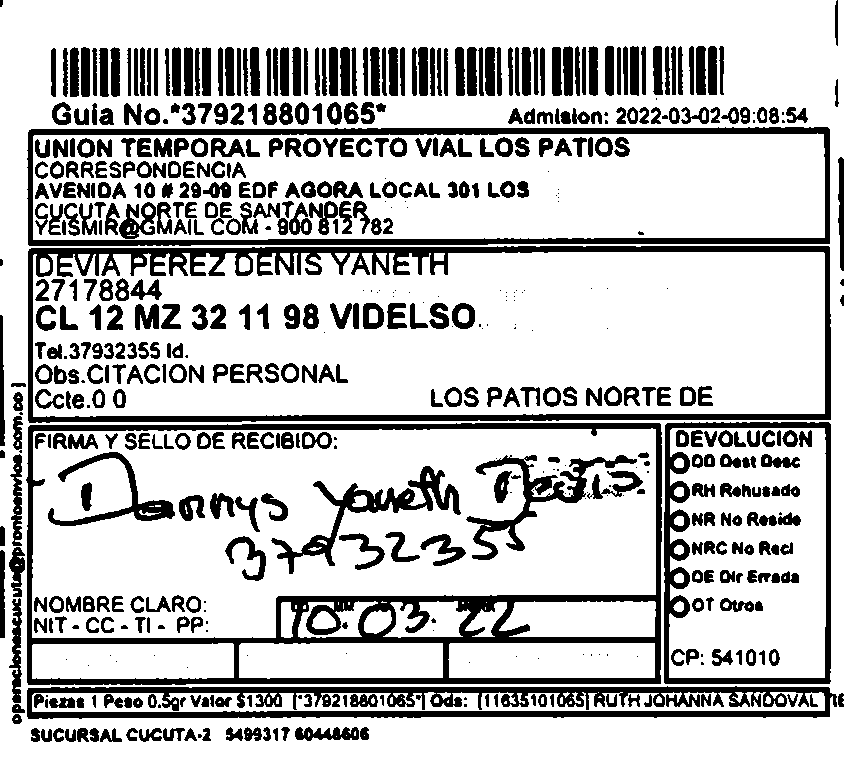 Guia No.*379218801065*
Admision: 2022-03-02-09:08:54
UNION TEMPORAL PROYECTO VIAL LOS PATIOS
CORRESPONDENCIA
AVENIDA 10 # 29-09 EDF AGORA LOCAL 301 LOS
CUCUTA NORTE DE SANTANDER
YEISMIR@GMAIL COM - 900 812 782
DEVIA PEREZ DENIS YANETH
27178844
CL 12 MZ 32 11 98 VIDELSO
Tel.37932355 Id.
Obs.CITACION PERSONAL
Ccte.0 0
LOS PATIOS NORTE DE
FIRMA Y SELLO DE RECIBIDO:
Dannys Yaneth Devia
37932355
NOMBRE CLARO:
NIT - CC - TI - PP:
10.03.22
DEVOLUCION
DD Dest Desc
RH Rehusado
NR No Reside
NRC No Recl
DE Dir Errada
OT Otros
CP: 541010
Piezas 1 Peso 0.5gr Valor $1300 [*379218801065*] Ods: [11635101065] RUTH JOHANNA SANDOVAL
SUCURSAL CUCUTA-2 5499317 60448606
operacionescucuta@prontoenvios.com.co ]